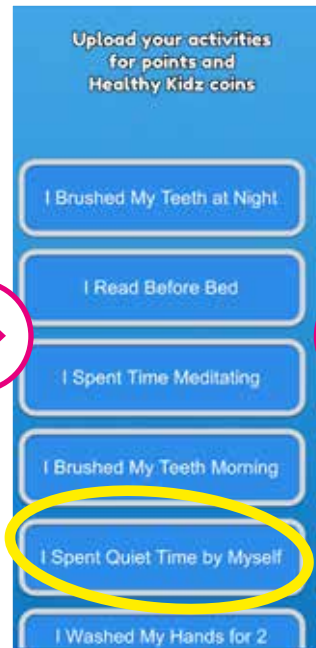 Upload your activities
for points and
Healthy Kidz coins
I Brushed My Teeth at Night
I Read Before Bed
I Spent Time Meditating
I Brushed My Teeth Morning
I Spent Quiet Time by Myself
I Washed My Hands for 2